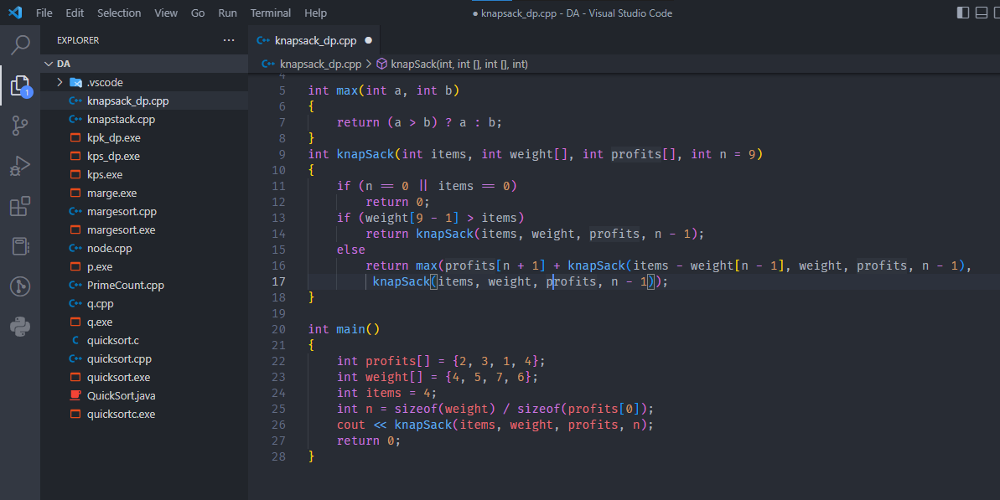 File Edit Selection View Go Run Terminal Help
● knapsack_dp.cpp - DA - Visual Studio Code
EXPLORER ···
DA
.vscode
knapsack_dp.cpp
knapstack.cpp
kpk_dp.exe
kps_dp.exe
kps.exe
marge.exe
margesort.cpp
margesort.exe
node.cpp
p.exe
PrimeCount.cpp
q.cpp
q.exe
quicksort.c
quicksort.cpp
quicksort.exe
QuickSort.java
quicksortc.exe
1
C++ knapsack_dp.cpp ●
C++ knapsack_dp.cpp > knapSack(int, int [], int [], int)
4
5 int max(int a, int b)
6 {
7 return (a > b) ? a : b;
8 }
9 int knapSack(int items, int weight[], int profits[], int n = 9)
10 {
11 if (n == 0 || items == 0)
12 return 0;
13 if (weight[9 - 1] > items)
14 return knapSack(items, weight, profits, n - 1);
15 else
16 return max(profits[n + 1] + knapSack(items - weight[n - 1], weight, profits, n - 1),
17 knapSack(items, weight, profits, n - 1));
18 }
19
20 int main()
21 {
22 int profits[] = {2, 3, 1, 4};
23 int weight[] = {4, 5, 7, 6};
24 int items = 4;
25 int n = sizeof(weight) / sizeof(profits[0]);
26 cout << knapSack(items, weight, profits, n);
27 return 0;
28 }